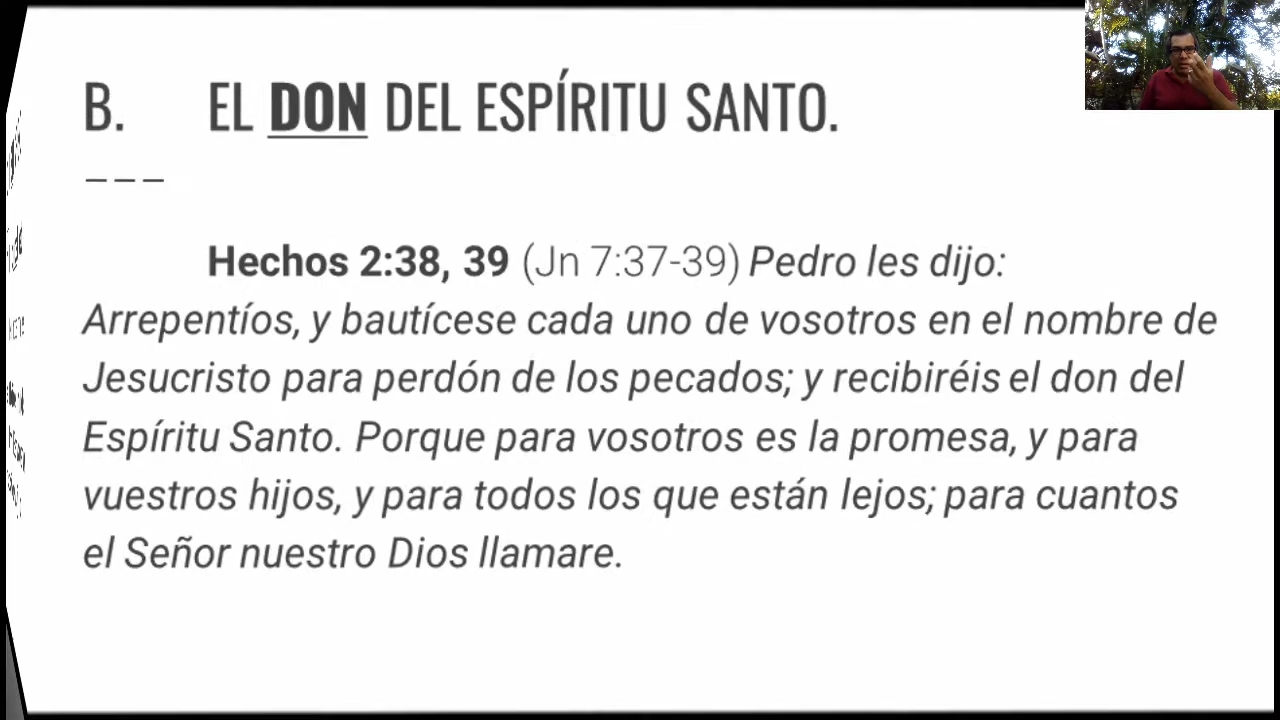 B. EL DON DEL ESPÍRITU SANTO.
Hechos 2:38, 39 (Jn 7:37-39) Pedro les dijo:
Arrepentíos, y bautícese cada uno de vosotros en el nombre de
Jesucristo para perdón de los pecados; y recibiréis el don del
Espíritu Santo. Porque para vosotros es la promesa, y para
vuestros hijos, y para todos los que están lejos; para cuantos
el Señor nuestro Dios llamare.